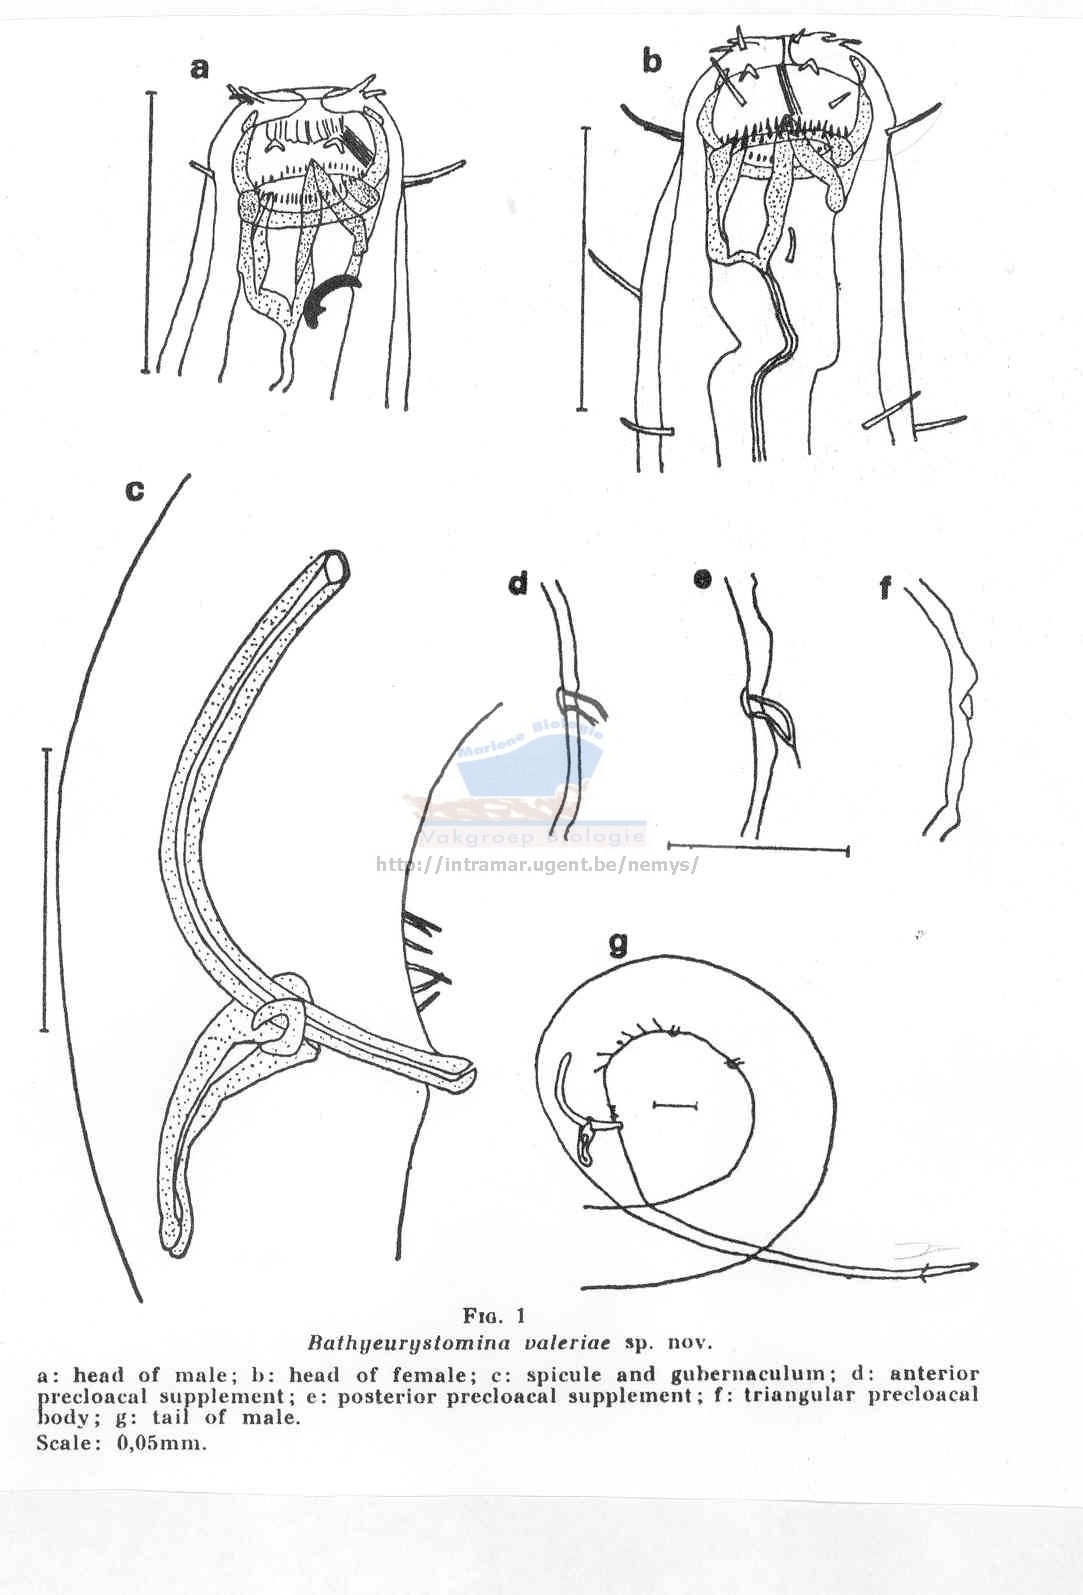 a
b
c
d
e
f
Mariene Biologie
Vakgroep Biologie
http://intramar.ugent.be/nemys/
g
FIG. 1
Bathyeurystomina valeriae sp. nov.
a: head of male; b: head of female; c: spicule and gubernaculum; d: anterior
precloacal supplement; e: posterior precloacal supplement; f: triangular precloacal
body; g: tail of male.
Scale: 0,05mm.